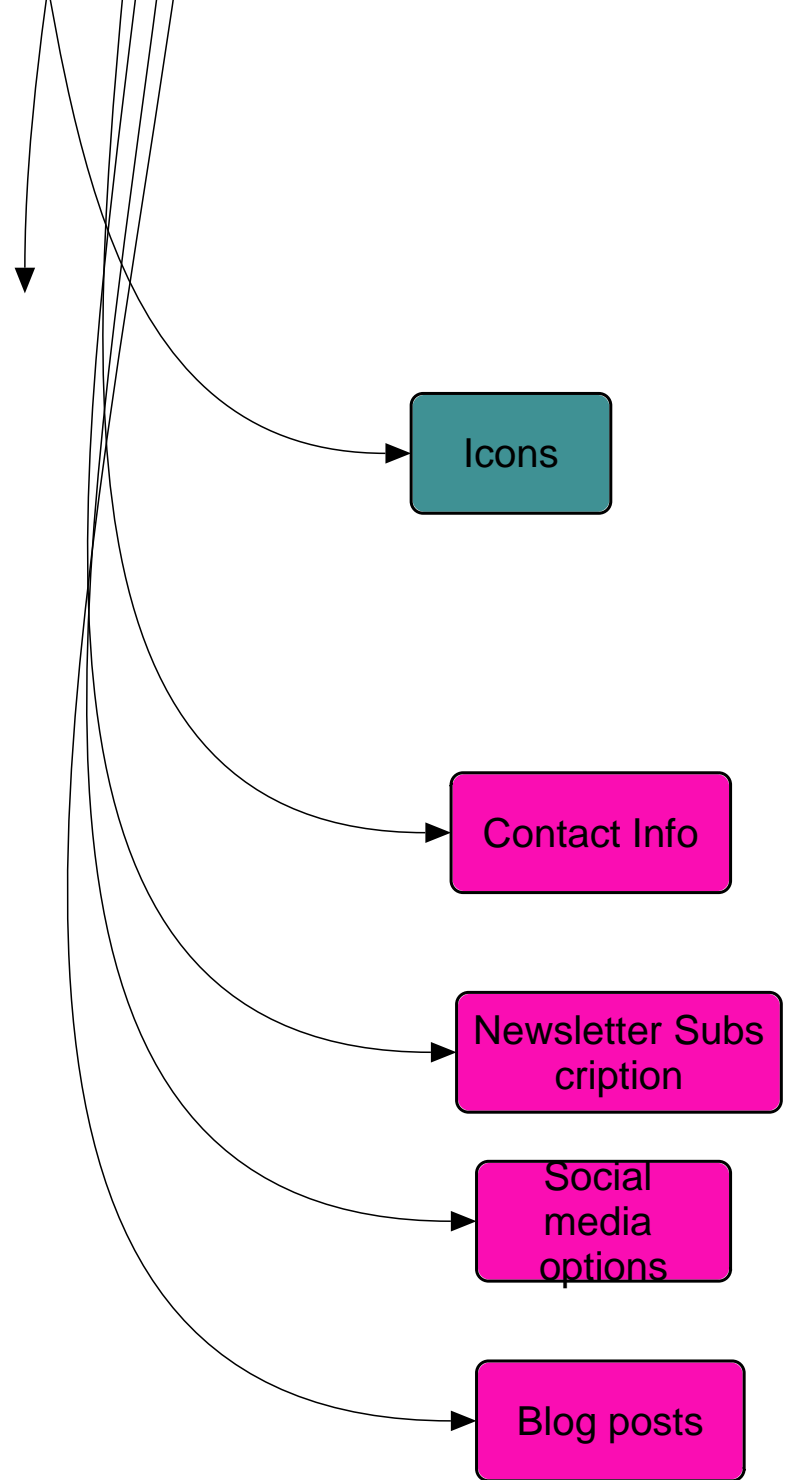 Icons
Contact Info
Newsletter Subs
cription
Social
media
options
Blog posts